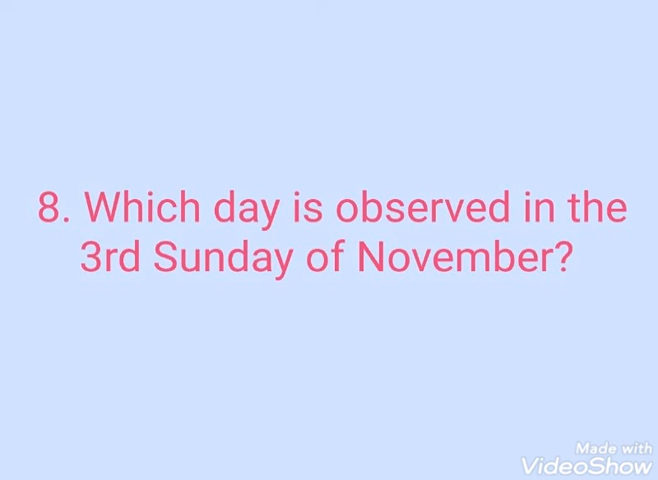 8. Which day is observed in the
3rd Sunday of November?
Made with
VideoShow